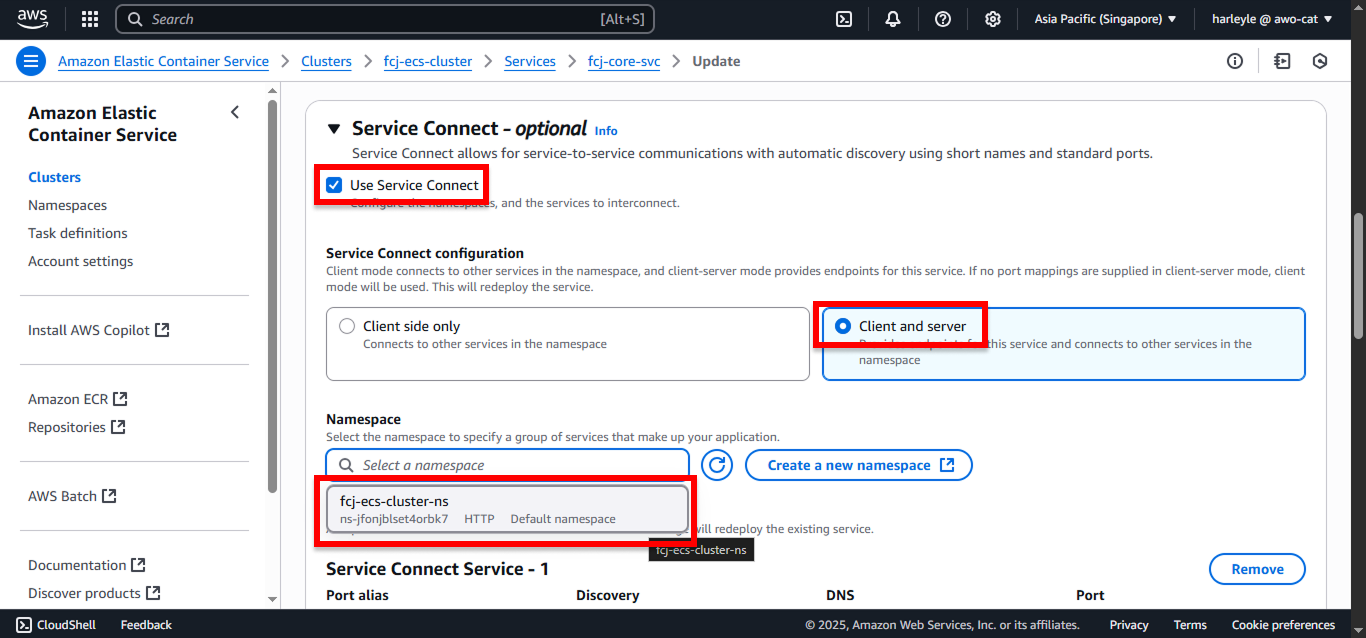 aws
Search
[Alt+S]
Asia Pacific (Singapore)
harleyle @ awo-cat
Amazon Elastic Container Service
Clusters
fcj-ecs-cluster
Services
fcj-core-svc
Update
Amazon Elastic
Container Service
Clusters
Namespaces
Task definitions
Account settings
Install AWS Copilot
Amazon ECR
Repositories
AWS Batch
Documentation
Discover products
Service Connect - optional Info
Service Connect allows for service-to-service communications with automatic discovery using short names and standard ports.
Use Service Connect
Configure the namespaces, and the services to interconnect.
Service Connect configuration
Client mode connects to other services in the namespace, and client-server mode provides endpoints for this service. If no port mappings are supplied in client-server mode, client
mode will be used. This will redeploy the service.
Client side only
Connects to other services in the namespace
Client and server
Provides endpoints for this service and connects to other services in the
namespace
Namespace
Select the namespace to specify a group of services that make up your application.
Select a namespace
Create a new namespace
fcj-ecs-cluster-ns
ns-jfonjblset4orbk7 HTTP Default namespace
will redeploy the existing service.
fcj-ecs-cluster-ns
Service Connect Service - 1
Remove
Port alias Discovery DNS Port
CloudShell
Feedback
© 2025, Amazon Web Services, Inc. or its affiliates.
Privacy
Terms
Cookie preferences